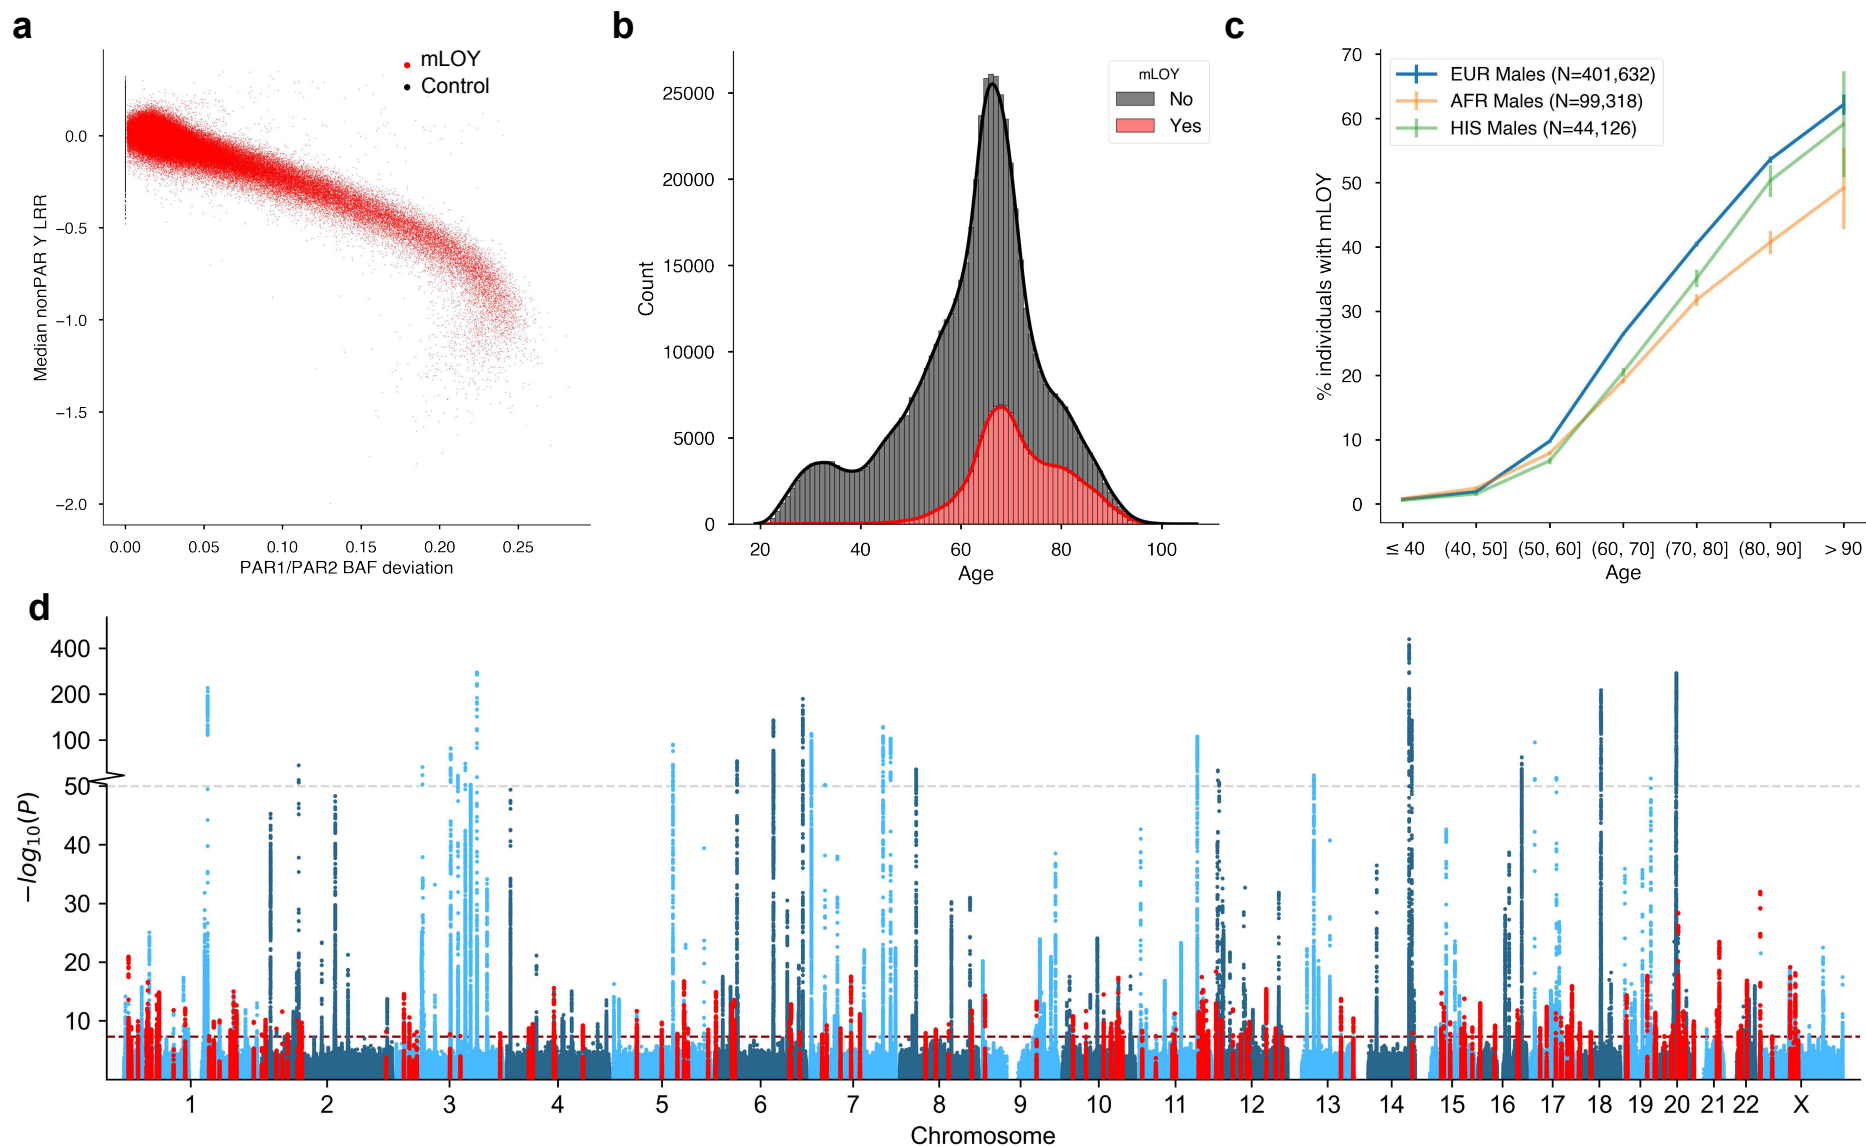 a
mLOY
Control
0.0
−0.5
−1.0
−1.5
−2.0
Median nonPAR Y LRR
0.00 0.05 0.10 0.15 0.20 0.25
PAR1/PAR2 BAF deviation
b
mLOY
No
Yes
25000
20000
15000
10000
5000
0
Count
20 40 60 80 100
Age
c
EUR Males (N=401,632)
AFR Males (N=99,318)
HIS Males (N=44,126)
70
60
50
40
30
20
10
0
% individuals with mLOY
≤ 40 (40, 50] (50, 60] (60, 70] (70, 80] (80, 90] > 90
Age
d
400
200
100
50
40
30
20
10
−log10(P)
1 2 3 4 5 6 7 8 9 10 11 12 13 14 15 16 17 18 19 20 21 22 X
Chromosome